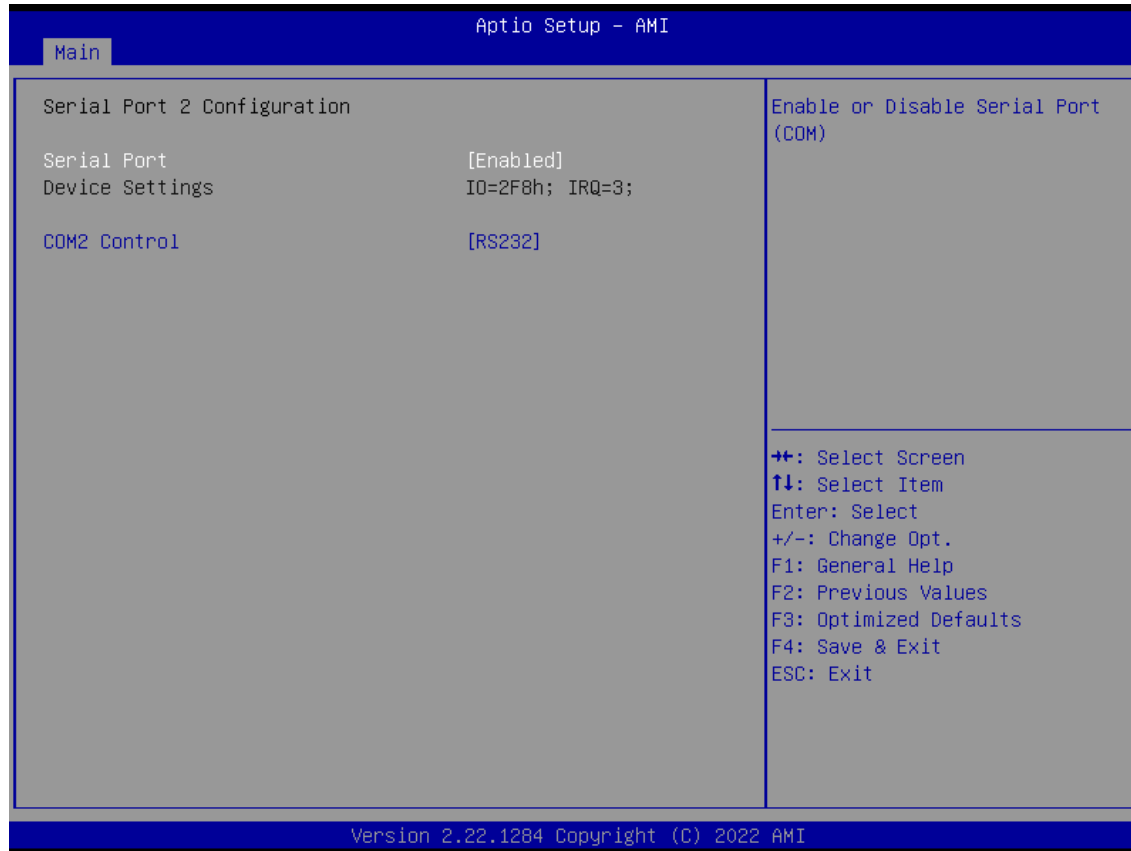 Aptio Setup – AMI
Main
Serial Port 2 Configuration
Serial Port [Enabled]
Device Settings IO=2F8h; IRQ=3;
COM2 Control [RS232]
Enable or Disable Serial Port
(COM)
→←: Select Screen
↑↓: Select Item
Enter: Select
+/-: Change Opt.
F1: General Help
F2: Previous Values
F3: Optimized Defaults
F4: Save & Exit
ESC: Exit
Version 2.22.1284 Copyright (C) 2022 AMI